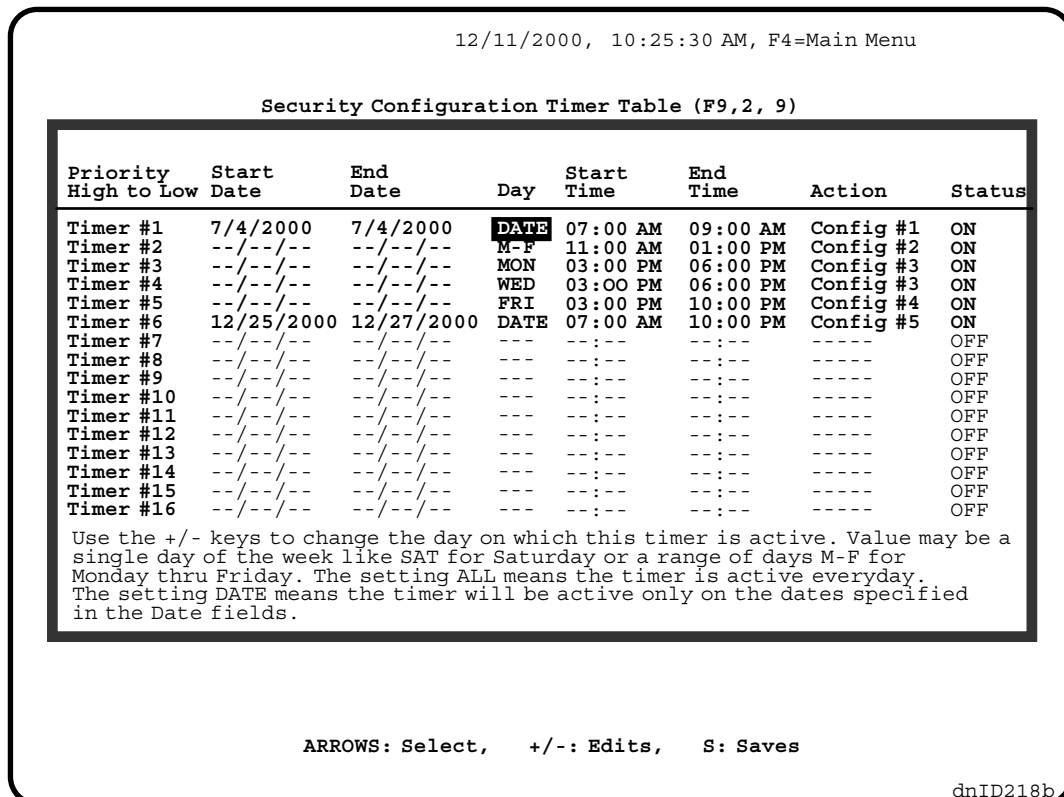 12/11/2000, 10:25:30 AM, F4=Main Menu
Security Configuration Timer Table (F9,2, 9)
Priority Start End Start End
High to Low Date Date Day Time Time Action Status
Timer #1 7/4/2000 7/4/2000 DATE 07:00 AM 09:00 AM Config #1 ON
Timer #2 --/--/-- --/--/-- M-F 11:00 AM 01:00 PM Config #2 ON
Timer #3 --/--/-- --/--/-- MON 03:00 PM 06:00 PM Config #3 ON
Timer #4 --/--/-- --/--/-- WED 03:OO PM 06:00 PM Config #3 ON
Timer #5 --/--/-- --/--/-- FRI 03:00 PM 10:00 PM Config #4 ON
Timer #6 12/25/2000 12/27/2000 DATE 07:00 AM 10:00 PM Config #5 ON
Timer #7 --/--/-- --/--/-- --- --:-- --:-- ----- OFF
Timer #8 --/--/-- --/--/-- --- --:-- --:-- ----- OFF
Timer #9 --/--/-- --/--/-- --- --:-- --:-- ----- OFF
Timer #10 --/--/-- --/--/-- --- --:-- --:-- ----- OFF
Timer #11 --/--/-- --/--/-- --- --:-- --:-- ----- OFF
Timer #12 --/--/-- --/--/-- --- --:-- --:-- ----- OFF
Timer #13 --/--/-- --/--/-- --- --:-- --:-- ----- OFF
Timer #14 --/--/-- --/--/-- --- --:-- --:-- ----- OFF
Timer #15 --/--/-- --/--/-- --- --:-- --:-- ----- OFF
Timer #16 --/--/-- --/--/-- --- --:-- --:-- ----- OFF
Use the +/- keys to change the day on which this timer is active. Value may be a
single day of the week like SAT for Saturday or a range of days M-F for
Monday thru Friday. The setting ALL means the timer is active everyday.
The setting DATE means the timer will be active only on the dates specified
in the Date fields.
ARROWS: Select, +/-: Edits, S: Saves
dnID218b